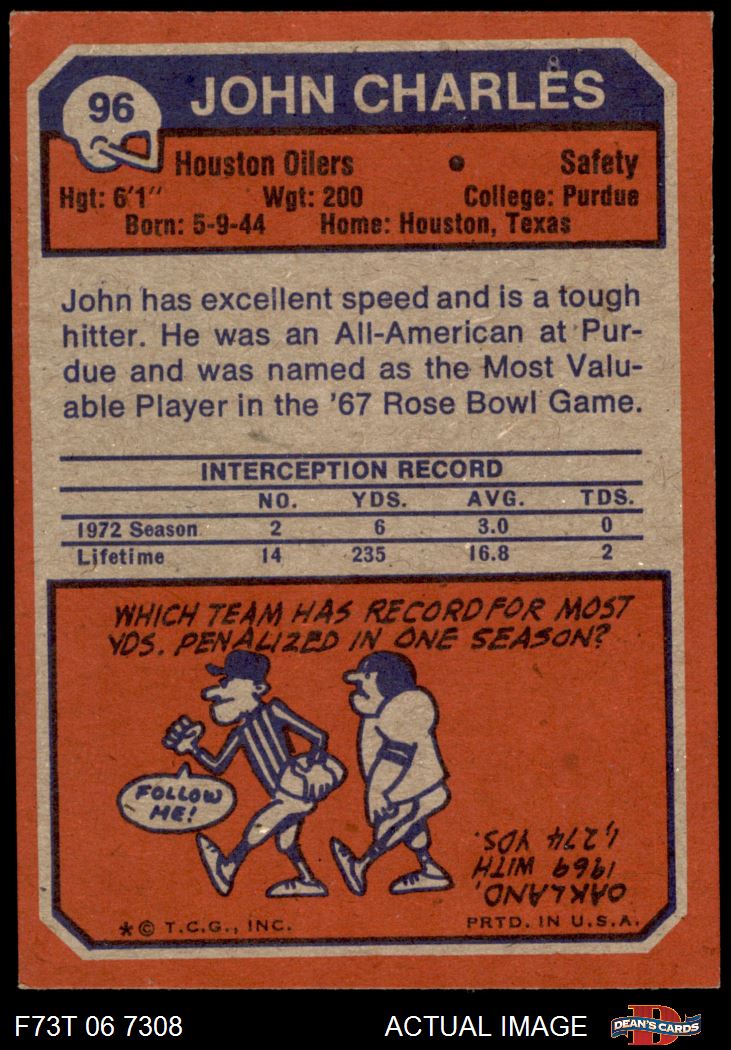 96
JOHN CHARLES
Houston Oilers • Safety
Hgt: 6'1" Wgt: 200 College: Purdue
Born: 5-9-44 Home: Houston, Texas
John has excellent speed and is a tough
hitter. He was an All-American at Pur-
due and was named as the Most Valu-
able Player in the '67 Rose Bowl Game.
INTERCEPTION RECORD
NO. YDS. AVG. TDS.
1972 Season 2 6 3.0 0
Lifetime 14 235 16.8 2
WHICH TEAM HAS RECORD FOR MOST
YDS. PENALIZED IN ONE SEASON?
FOLLOW
ME!
OAKLAND,
1969 WITH
1,274 YDS.
* © T.C.G., INC. PRTD. IN U.S.A.
F73T 06 7308 ACTUAL IMAGE
D
DEAN'S CARDS